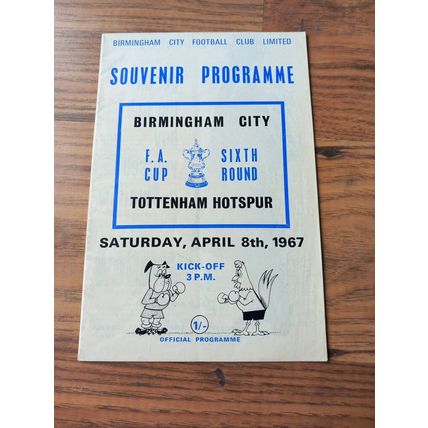 BIRMINGHAM CITY FOOTBALL CLUB LIMITED
SOUVENIR PROGRAMME
BIRMINGHAM CITY
F.A. CUP
SIXTH ROUND
TOTTENHAM HOTSPUR
SATURDAY, APRIL 8th, 1967
KICK-OFF
3 P.M.
1/-
OFFICIAL PROGRAMME